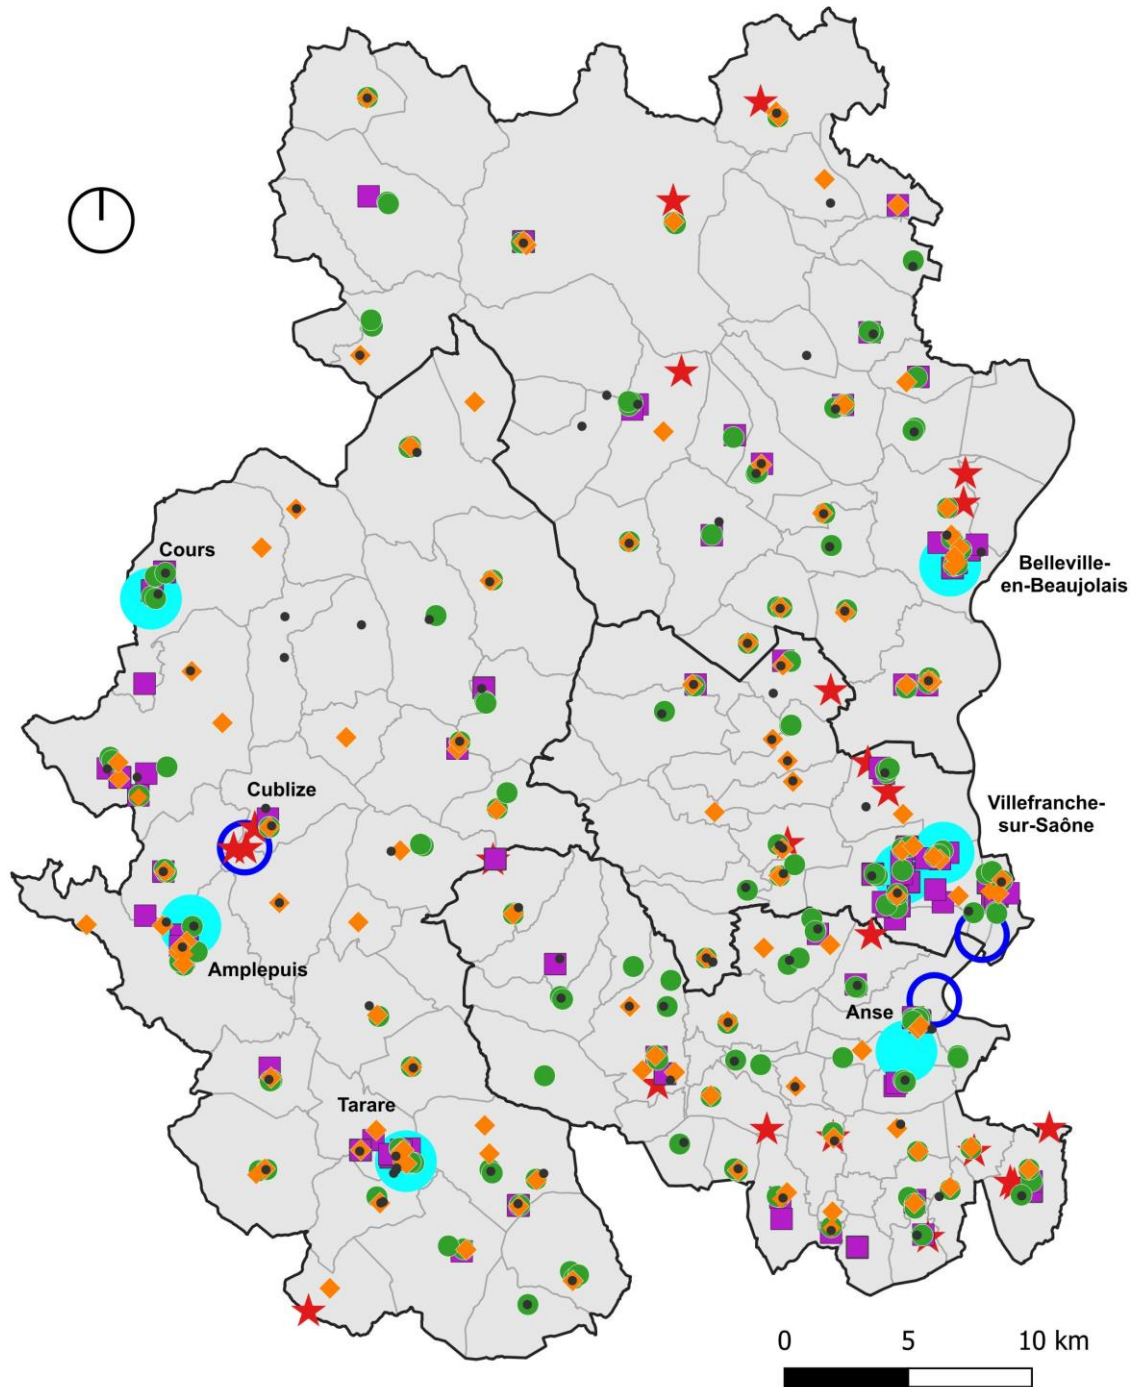 Cours
Belleville-
en-Beaujolais
Cublize
Villefranche-
sur-Saône
Amplepuis
Anse
Tarare
0 5 10 km